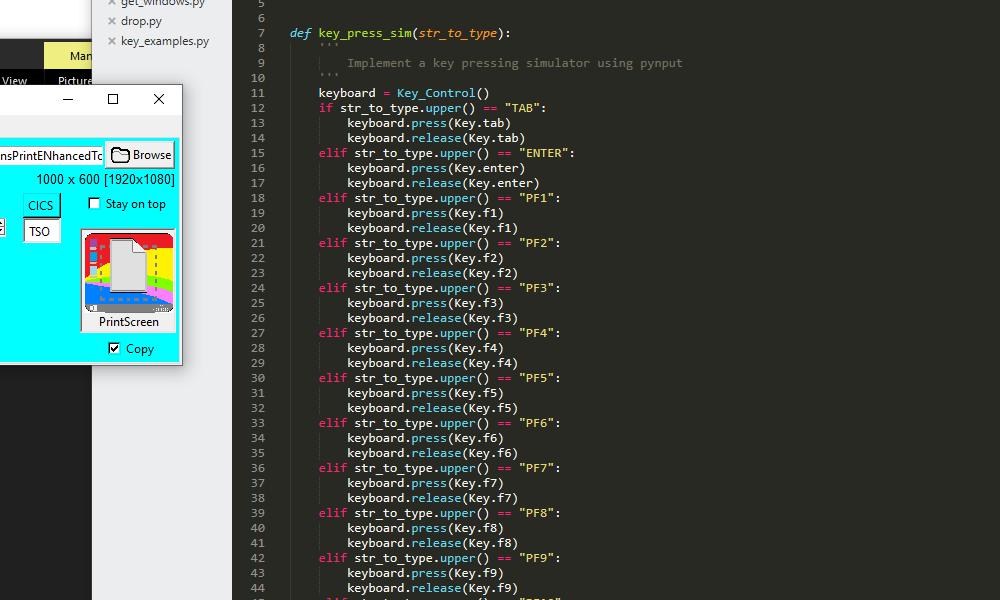 get_windows.py
drop.py
key_examples.py
Man
View Picture
nsPrintENhancedTo
Browse
1000 x 600 [1920x1080]
CICS
Stay on top
TSO
PrintScreen
Copy
5
6
7 def key_press_sim(str_to_type):
8 '''
9 Implement a key pressing simulator using pynput
10 '''
11 keyboard = Key_Control()
12 if str_to_type.upper() == "TAB":
13 keyboard.press(Key.tab)
14 keyboard.release(Key.tab)
15 elif str_to_type.upper() == "ENTER":
16 keyboard.press(Key.enter)
17 keyboard.release(Key.enter)
18 elif str_to_type.upper() == "PF1":
19 keyboard.press(Key.f1)
20 keyboard.release(Key.f1)
21 elif str_to_type.upper() == "PF2":
22 keyboard.press(Key.f2)
23 keyboard.release(Key.f2)
24 elif str_to_type.upper() == "PF3":
25 keyboard.press(Key.f3)
26 keyboard.release(Key.f3)
27 elif str_to_type.upper() == "PF4":
28 keyboard.press(Key.f4)
29 keyboard.release(Key.f4)
30 elif str_to_type.upper() == "PF5":
31 keyboard.press(Key.f5)
32 keyboard.release(Key.f5)
33 elif str_to_type.upper() == "PF6":
34 keyboard.press(Key.f6)
35 keyboard.release(Key.f6)
36 elif str_to_type.upper() == "PF7":
37 keyboard.press(Key.f7)
38 keyboard.release(Key.f7)
39 elif str_to_type.upper() == "PF8":
40 keyboard.press(Key.f8)
41 keyboard.release(Key.f8)
42 elif str_to_type.upper() == "PF9":
43 keyboard.press(Key.f9)
44 keyboard.release(Key.f9)